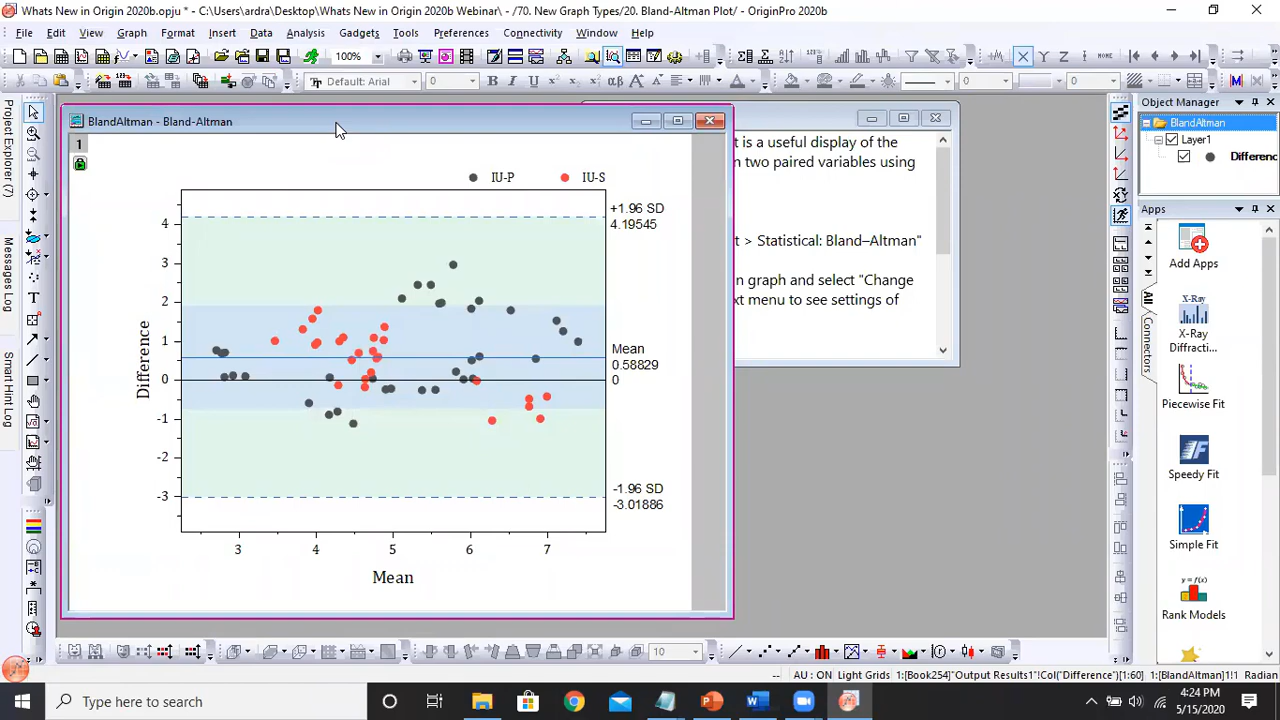 Whats New in Origin 2020b.opju * - C:\Users\ardra\Desktop\Whats New in Origin 2020b Webinar\ - /70. New Graph Types/20. Bland-Altman Plot/ - OriginPro 2020b
File Edit View Graph Format Insert Data Analysis Gadgets Tools Preferences Connectivity Window Help
100%
Default: Arial 0 B I U 0 0
Project Explorer (7)
Messages Log
Smart Hint Log
BlandAltman - Bland-Altman
1
IU-P IU-S
+1.96 SD
4.19545
Mean
0.58829
0
-1.96 SD
-3.01886
4
3
2
1
0
-1
-2
-3
Difference
3 4 5 6 7
Mean
t is a useful display of the
n two paired variables using
t > Statistical: Bland–Altman"
n graph and select "Change
xt menu to see settings of
Object Manager
BlandAltman
Layer1
Differenc
Apps
All
Connectors
Add Apps
X-Ray
X-Ray
Diffracti...
Piecewise Fit
Speedy Fit
Simple Fit
y = f(x)
Rank Models
10
-- AU : ON Light Grids 1:[Book254]"Output Results1"!Col("Difference")[1:60] 1:[BlandAltman]1!1 Radian
Type here to search
4:24 PM
5/15/2020